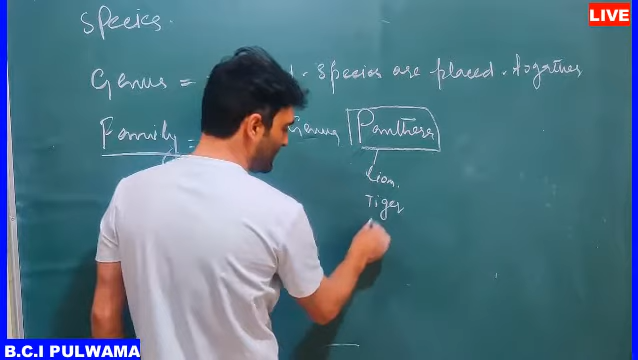 LIVE
Species.
Genus = . Species are placed. togather
Family = Genus Panthera
Lion.
Tiger
B.C.I PULWAMA